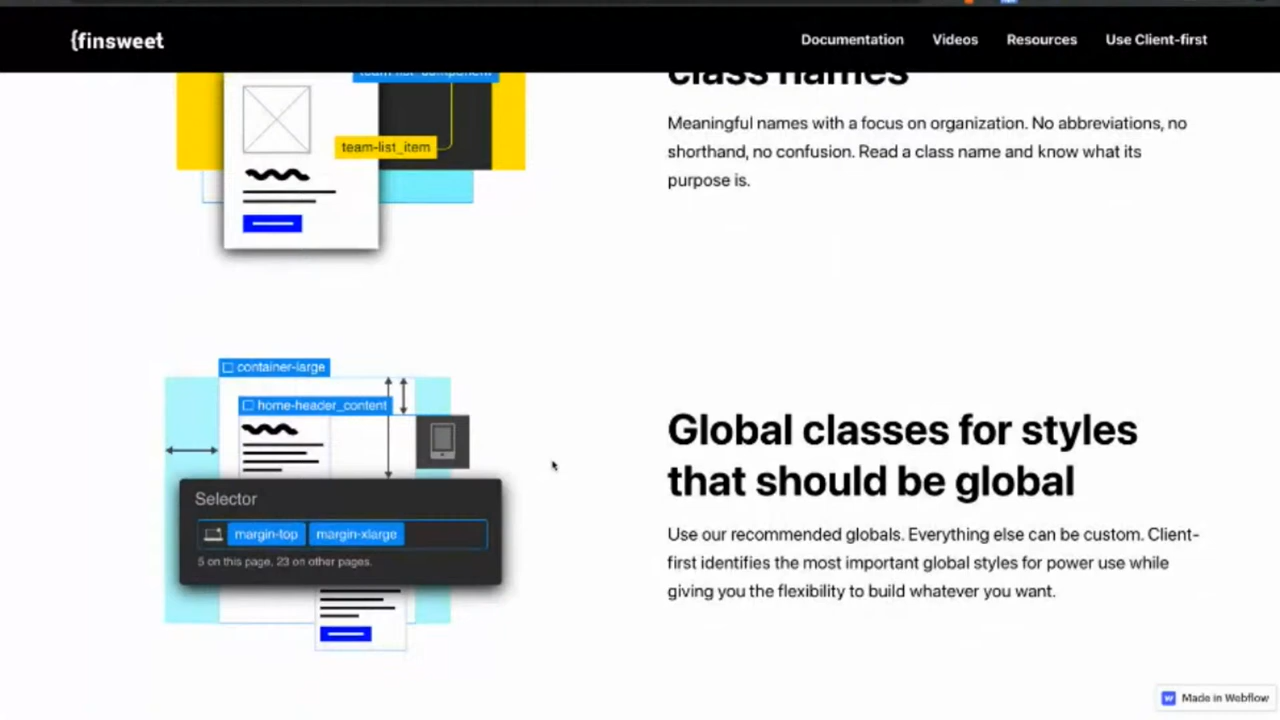 {finsweet
Documentation Videos Resources Use Client-first
team-list_component
team-list_item
class names
Meaningful names with a focus on organization. No abbreviations, no
shorthand, no confusion. Read a class name and know what its
purpose is.
container-large
home-header_content
Selector
margin-top margin-xlarge
5 on this page, 23 on other pages.
Global classes for styles
that should be global
Use our recommended globals. Everything else can be custom. Client-
first identifies the most important global styles for power use while
giving you the flexibility to build whatever you want.
Made in Webflow